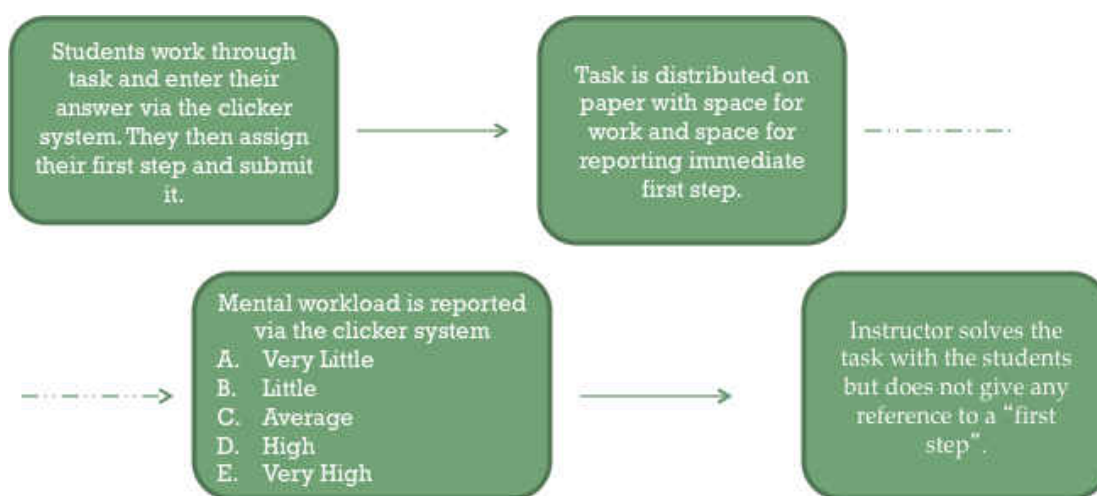 Students work through
task and enter their
answer via the clicker
system. They then assign
their first step and submit
it.
Task is distributed on
paper with space for
work and space for
reporting immediate
first step.
Mental workload is reported
via the clicker system
A. Very Little
B. Little
C. Average
D. High
E. Very High
Instructor solves the
task with the students
but does not give any
reference to a “first
step”.